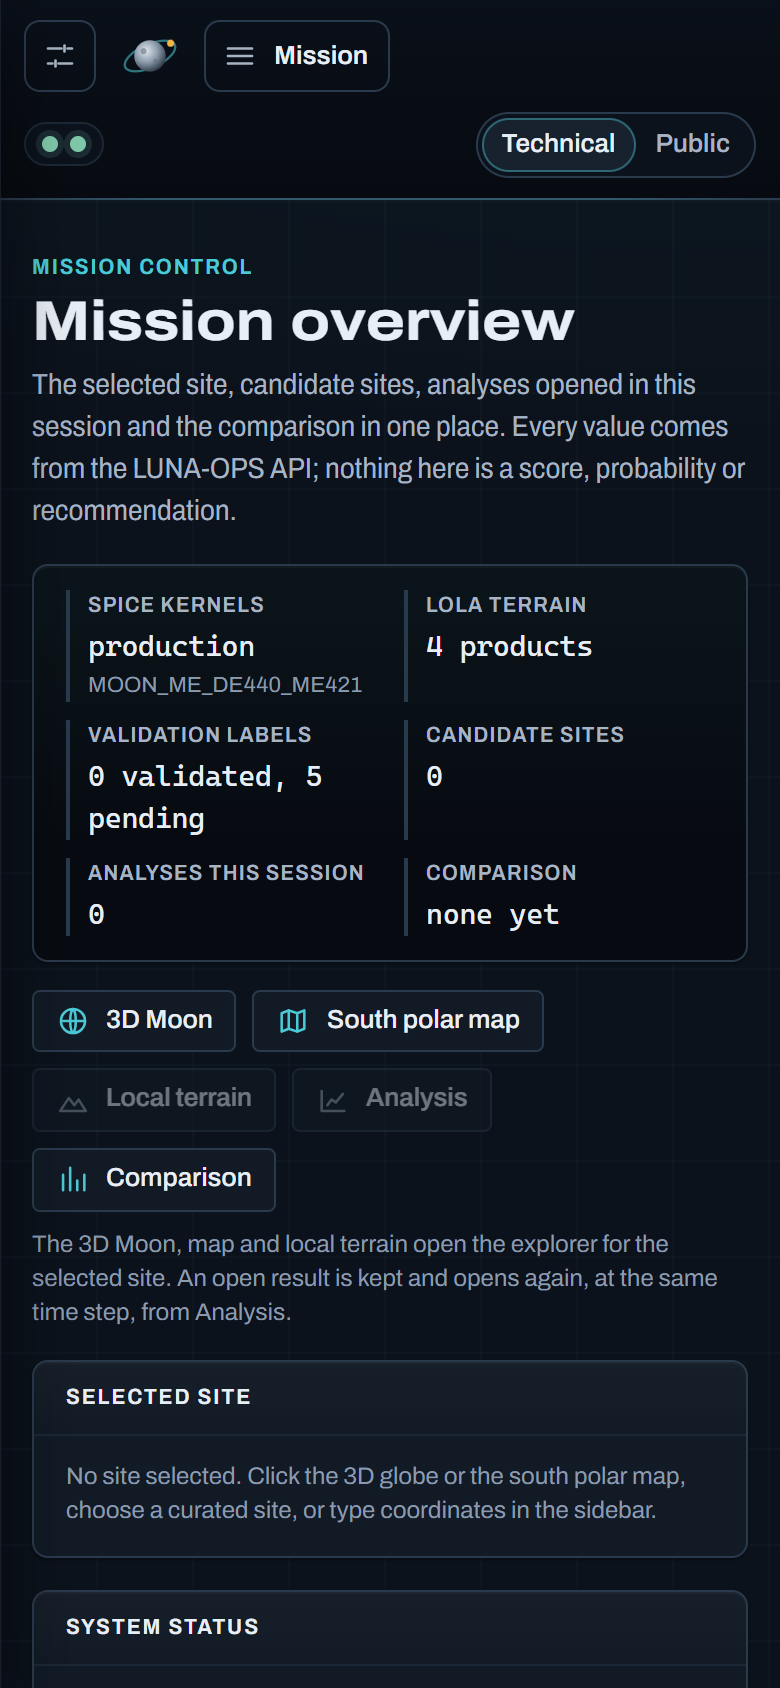 Mission
Technical
Public
MISSION CONTROL
Mission overview
The selected site, candidate sites, analyses opened in this
session and the comparison in one place. Every value comes
from the LUNA-OPS API; nothing here is a score, probability or
recommendation.
SPICE KERNELS
production
MOON_ME_DE440_ME421
LOLA TERRAIN
4 products
VALIDATION LABELS
0 validated, 5
pending
CANDIDATE SITES
0
ANALYSES THIS SESSION
0
COMPARISON
none yet
3D Moon
South polar map
Local terrain
Analysis
Comparison
The 3D Moon, map and local terrain open the explorer for the
selected site. An open result is kept and opens again, at the same
time step, from Analysis.
SELECTED SITE
No site selected. Click the 3D globe or the south polar map,
choose a curated site, or type coordinates in the sidebar.
SYSTEM STATUS